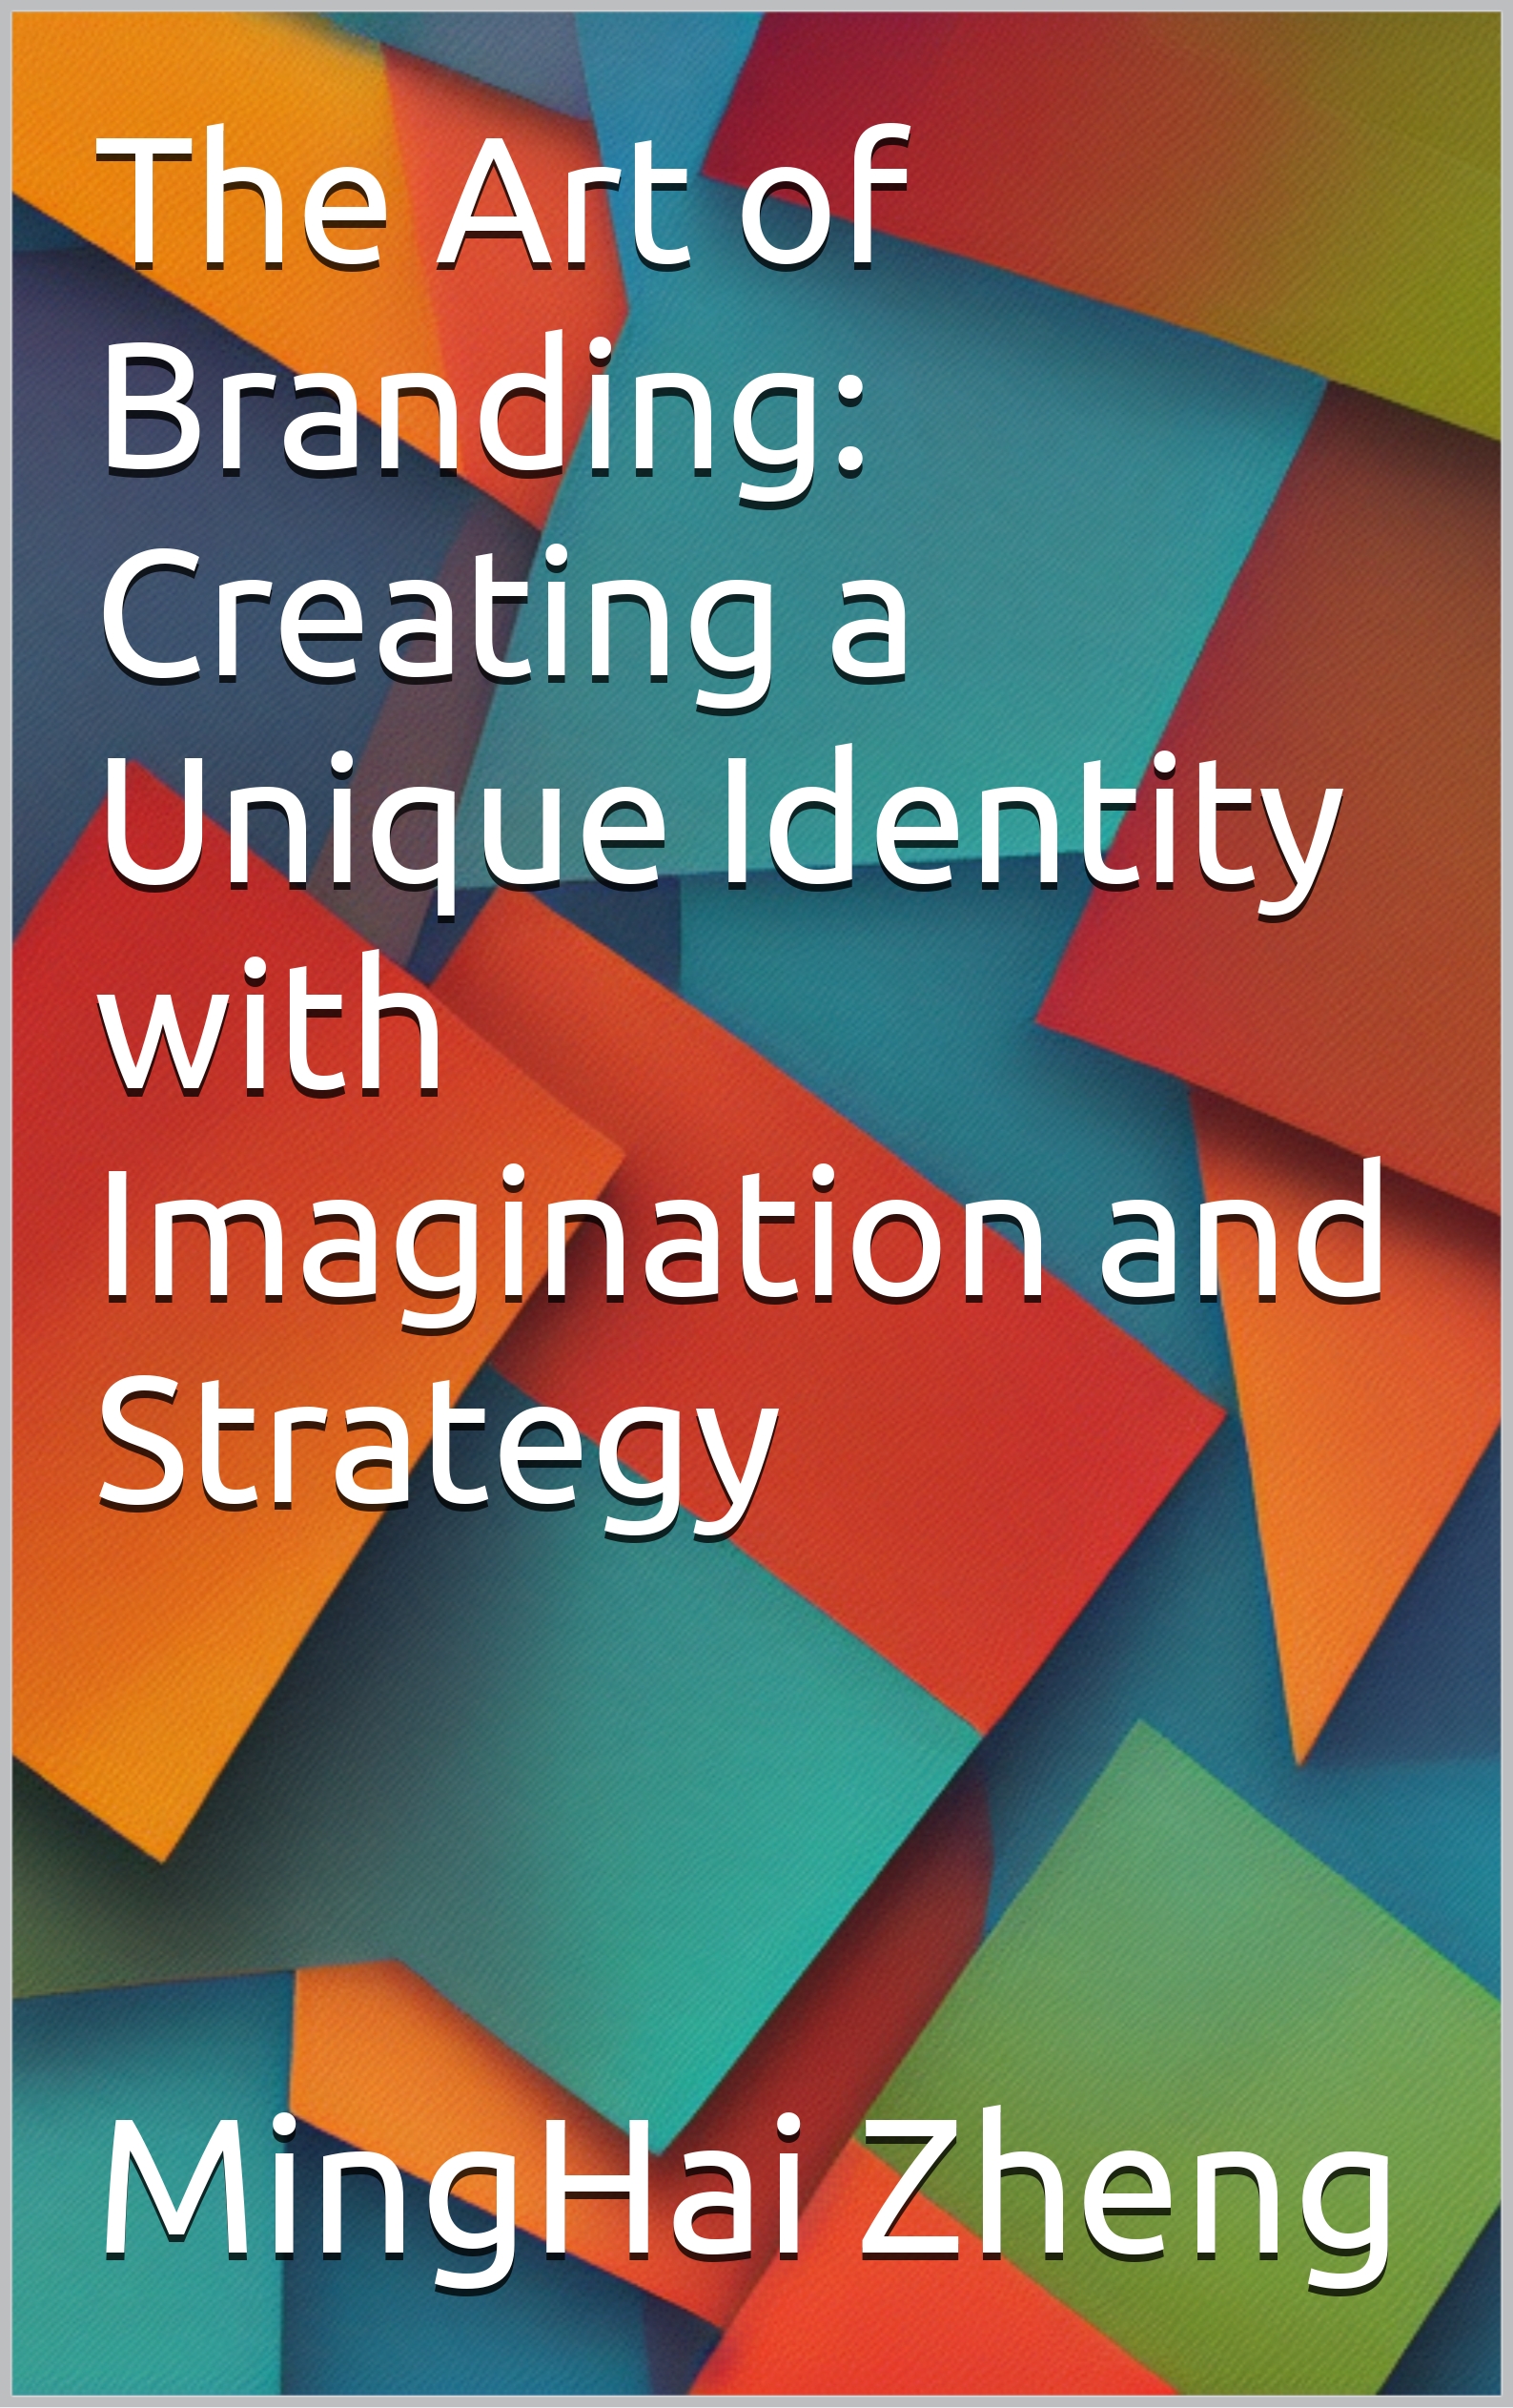 The Art of
Branding:
Creating a
Unique Identity
with
Imagination and
Strategy
MingHai Zheng